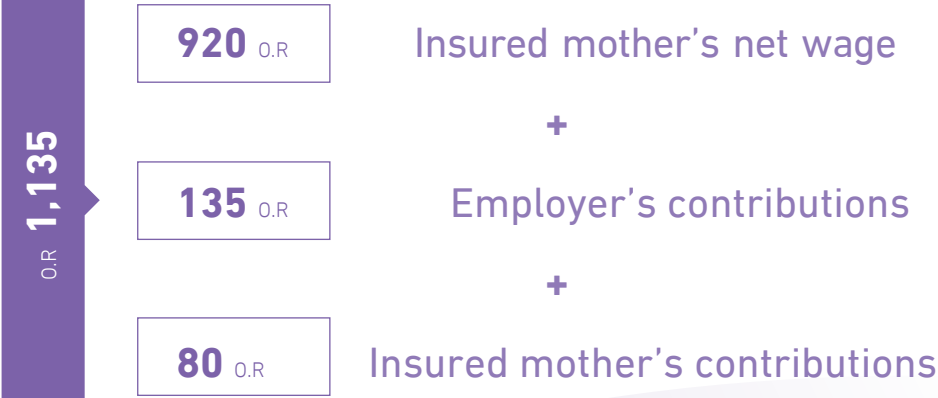 O.R 1,135
920 O.R Insured mother's net wage
+
135 O.R Employer's contributions
+
80 O.R Insured mother's contributions